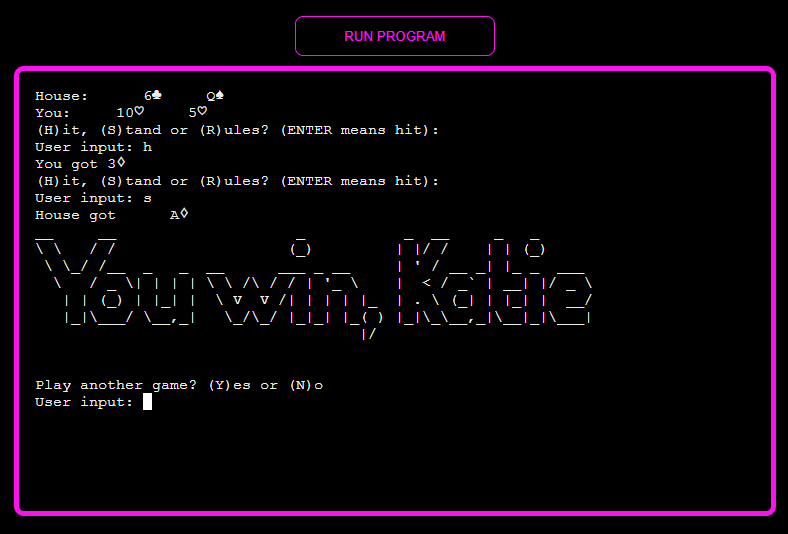 RUN PROGRAM
House: 6♣ Q♠
You: 10♡ 5♡
(H)it, (S)tand or (R)ules? (ENTER means hit):
User input: h
You got 3♢
(H)it, (S)tand or (R)ules? (ENTER means hit):
User input: s
House got A♢
You win, Katie
Play another game? (Y)es or (N)o
User input: